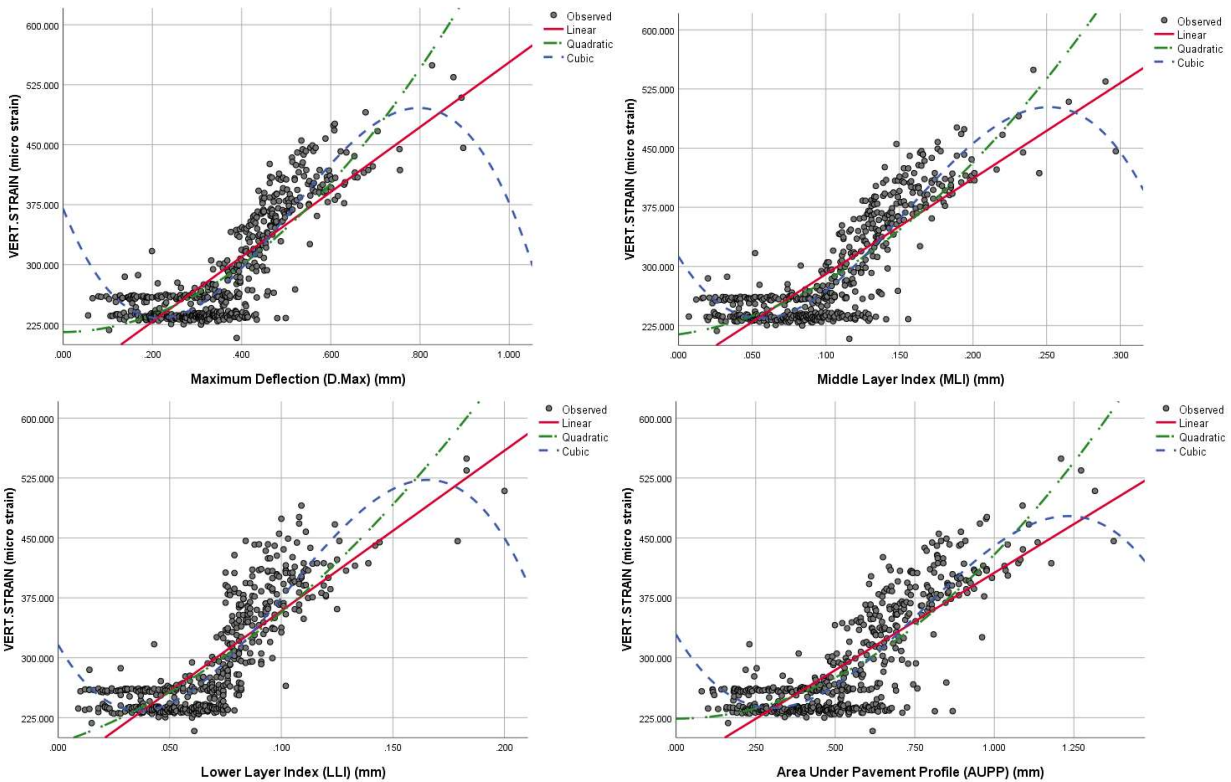 600.000
525.000
450.000
375.000
300.000
225.000
VERT.STRAIN (micro strain)
.000 .200 .400 .600 .800 1.000
Maximum Deflection (D.Max) (mm)
Observed
Linear
Quadratic
Cubic
600.000
525.000
450.000
375.000
300.000
225.000
VERT.STRAIN (micro strain)
.000 .050 .100 .150 .200 .250 .300
Middle Layer Index (MLI) (mm)
Observed
Linear
Quadratic
Cubic
600.000
525.000
450.000
375.000
300.000
225.000
VERT.STRAIN (micro strain)
.000 .050 .100 .150 .200
Lower Layer Index (LLI) (mm)
Observed
Linear
Quadratic
Cubic
600.000
525.000
450.000
375.000
300.000
225.000
VERT.STRAIN (micro strain)
.000 .250 .500 .750 1.000 1.250
Area Under Pavement Profile (AUPP) (mm)
Observed
Linear
Quadratic
Cubic